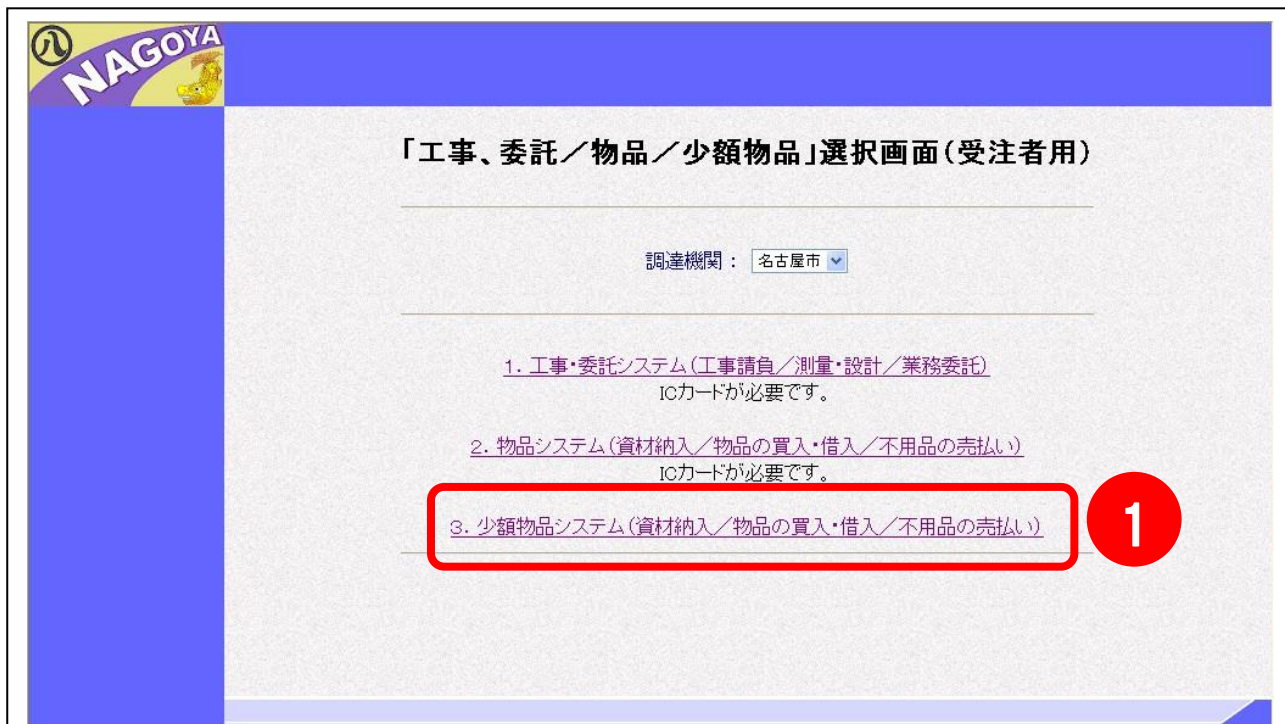 八
NAGOYA
「工事、委託／物品／少額物品」選択画面(受注者用)
調達機関： 名古屋市
1. 工事・委託システム(工事請負／測量・設計／業務委託)
ICカードが必要です。
2. 物品システム(資材納入／物品の買入・借入／不用品の売払い)
ICカードが必要です。
3. 少額物品システム(資材納入／物品の買入・借入／不用品の売払い)
1